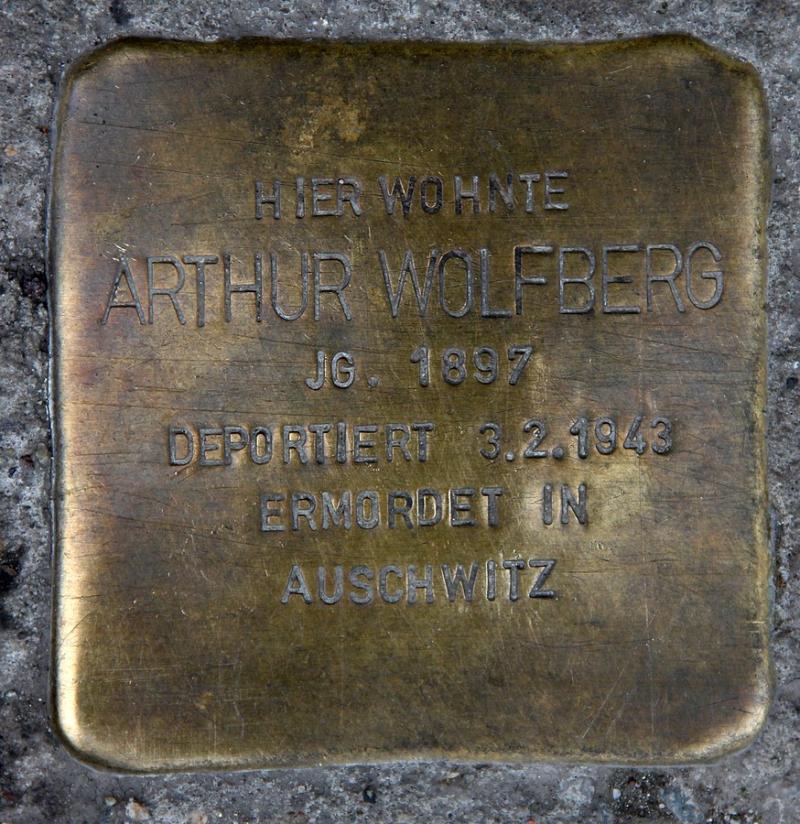 HIER WOHNTE
ARTHUR WOLFBERG
JG. 1897
DEPORTIERT 3.2.1943
ERMORDET IN
AUSCHWITZ